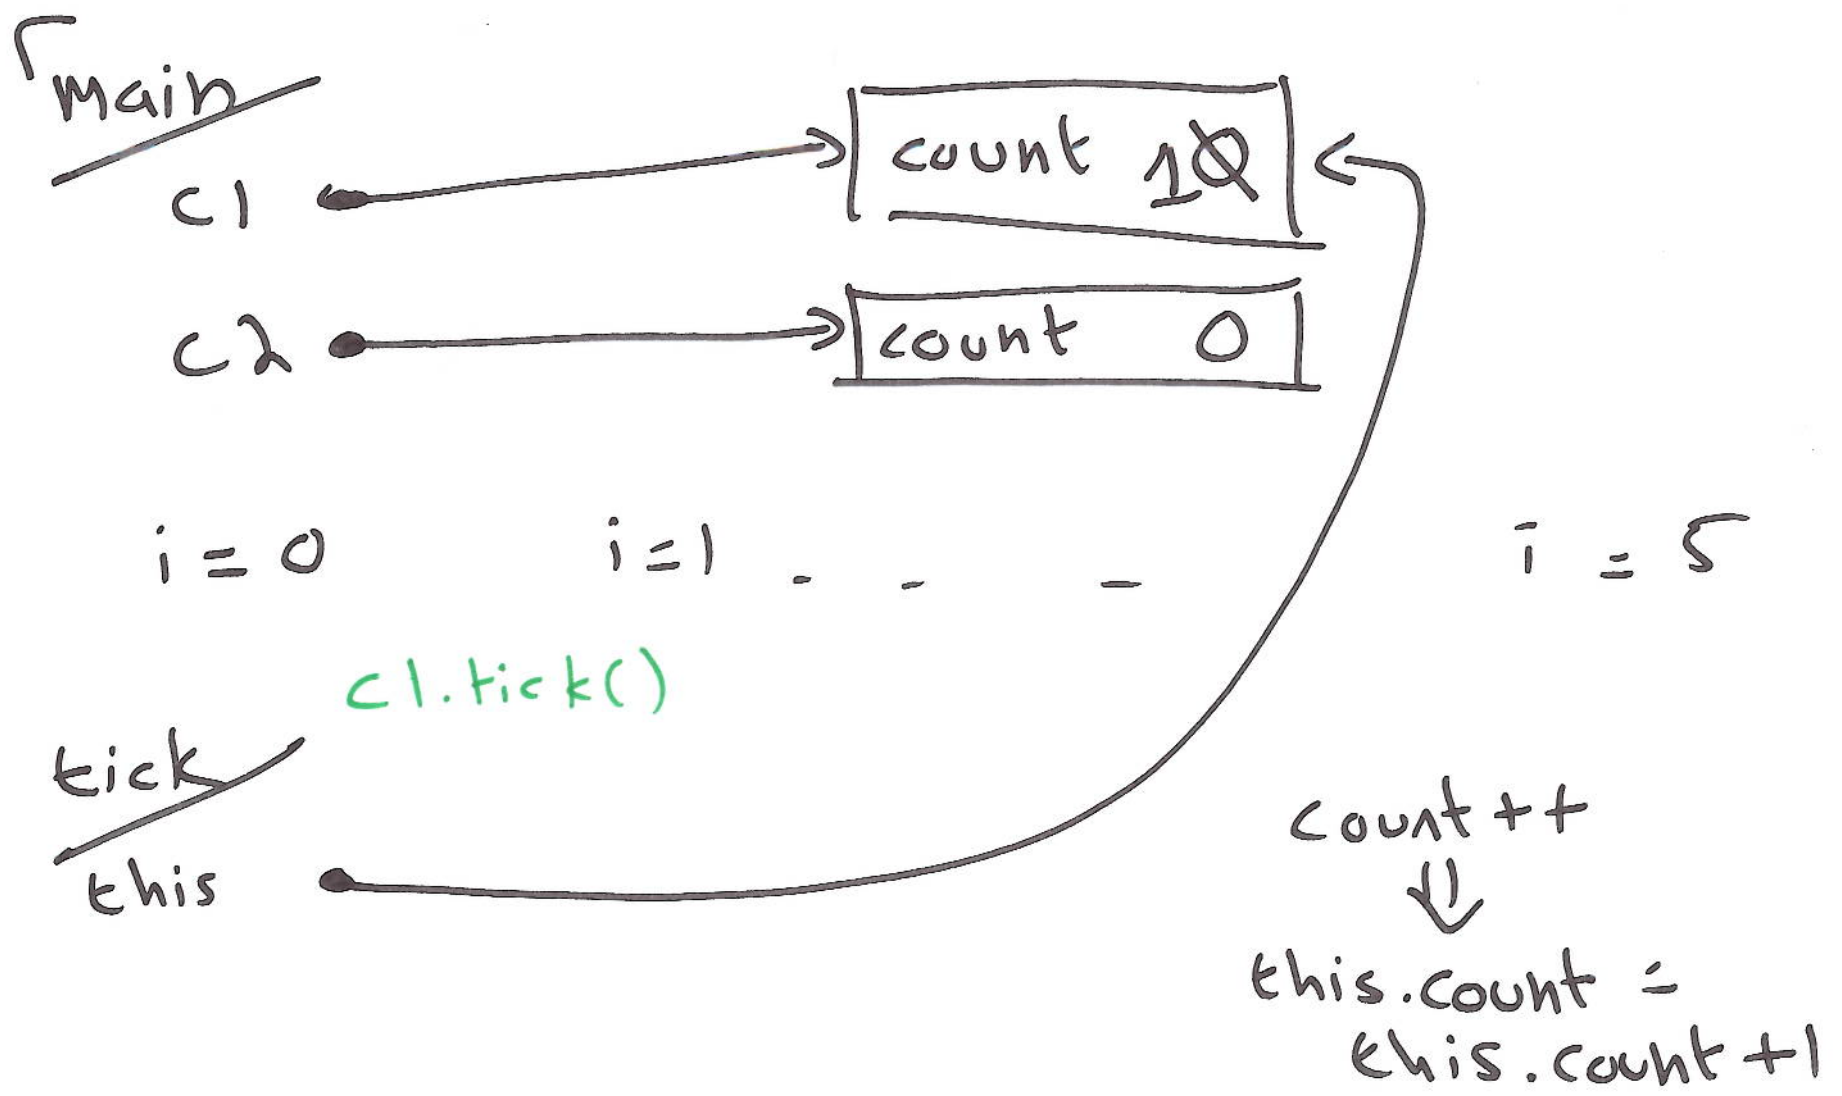 main
c1
count 10
c2
count 0
i = 0 i = 1 - - - i = 5
c1.tick()
tick
this
count++
this.count =
this.count + 1